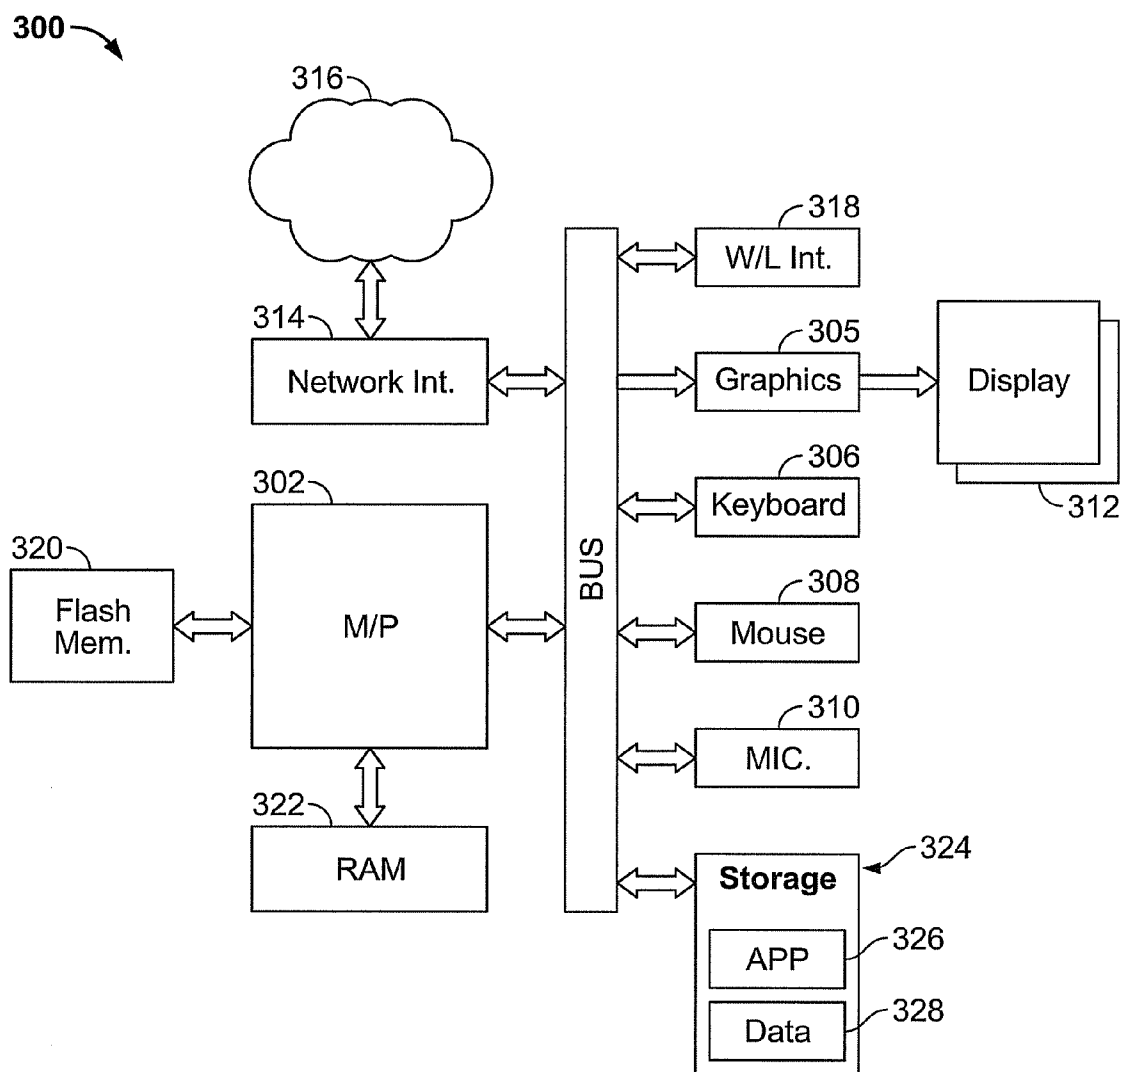 300
316
318
W/L Int.
314
Network Int.
305
Graphics
Display
312
302
M/P
320
Flash
Mem.
BUS
306
Keyboard
308
Mouse
310
MIC.
322
RAM
324
Storage
APP
326
Data
328